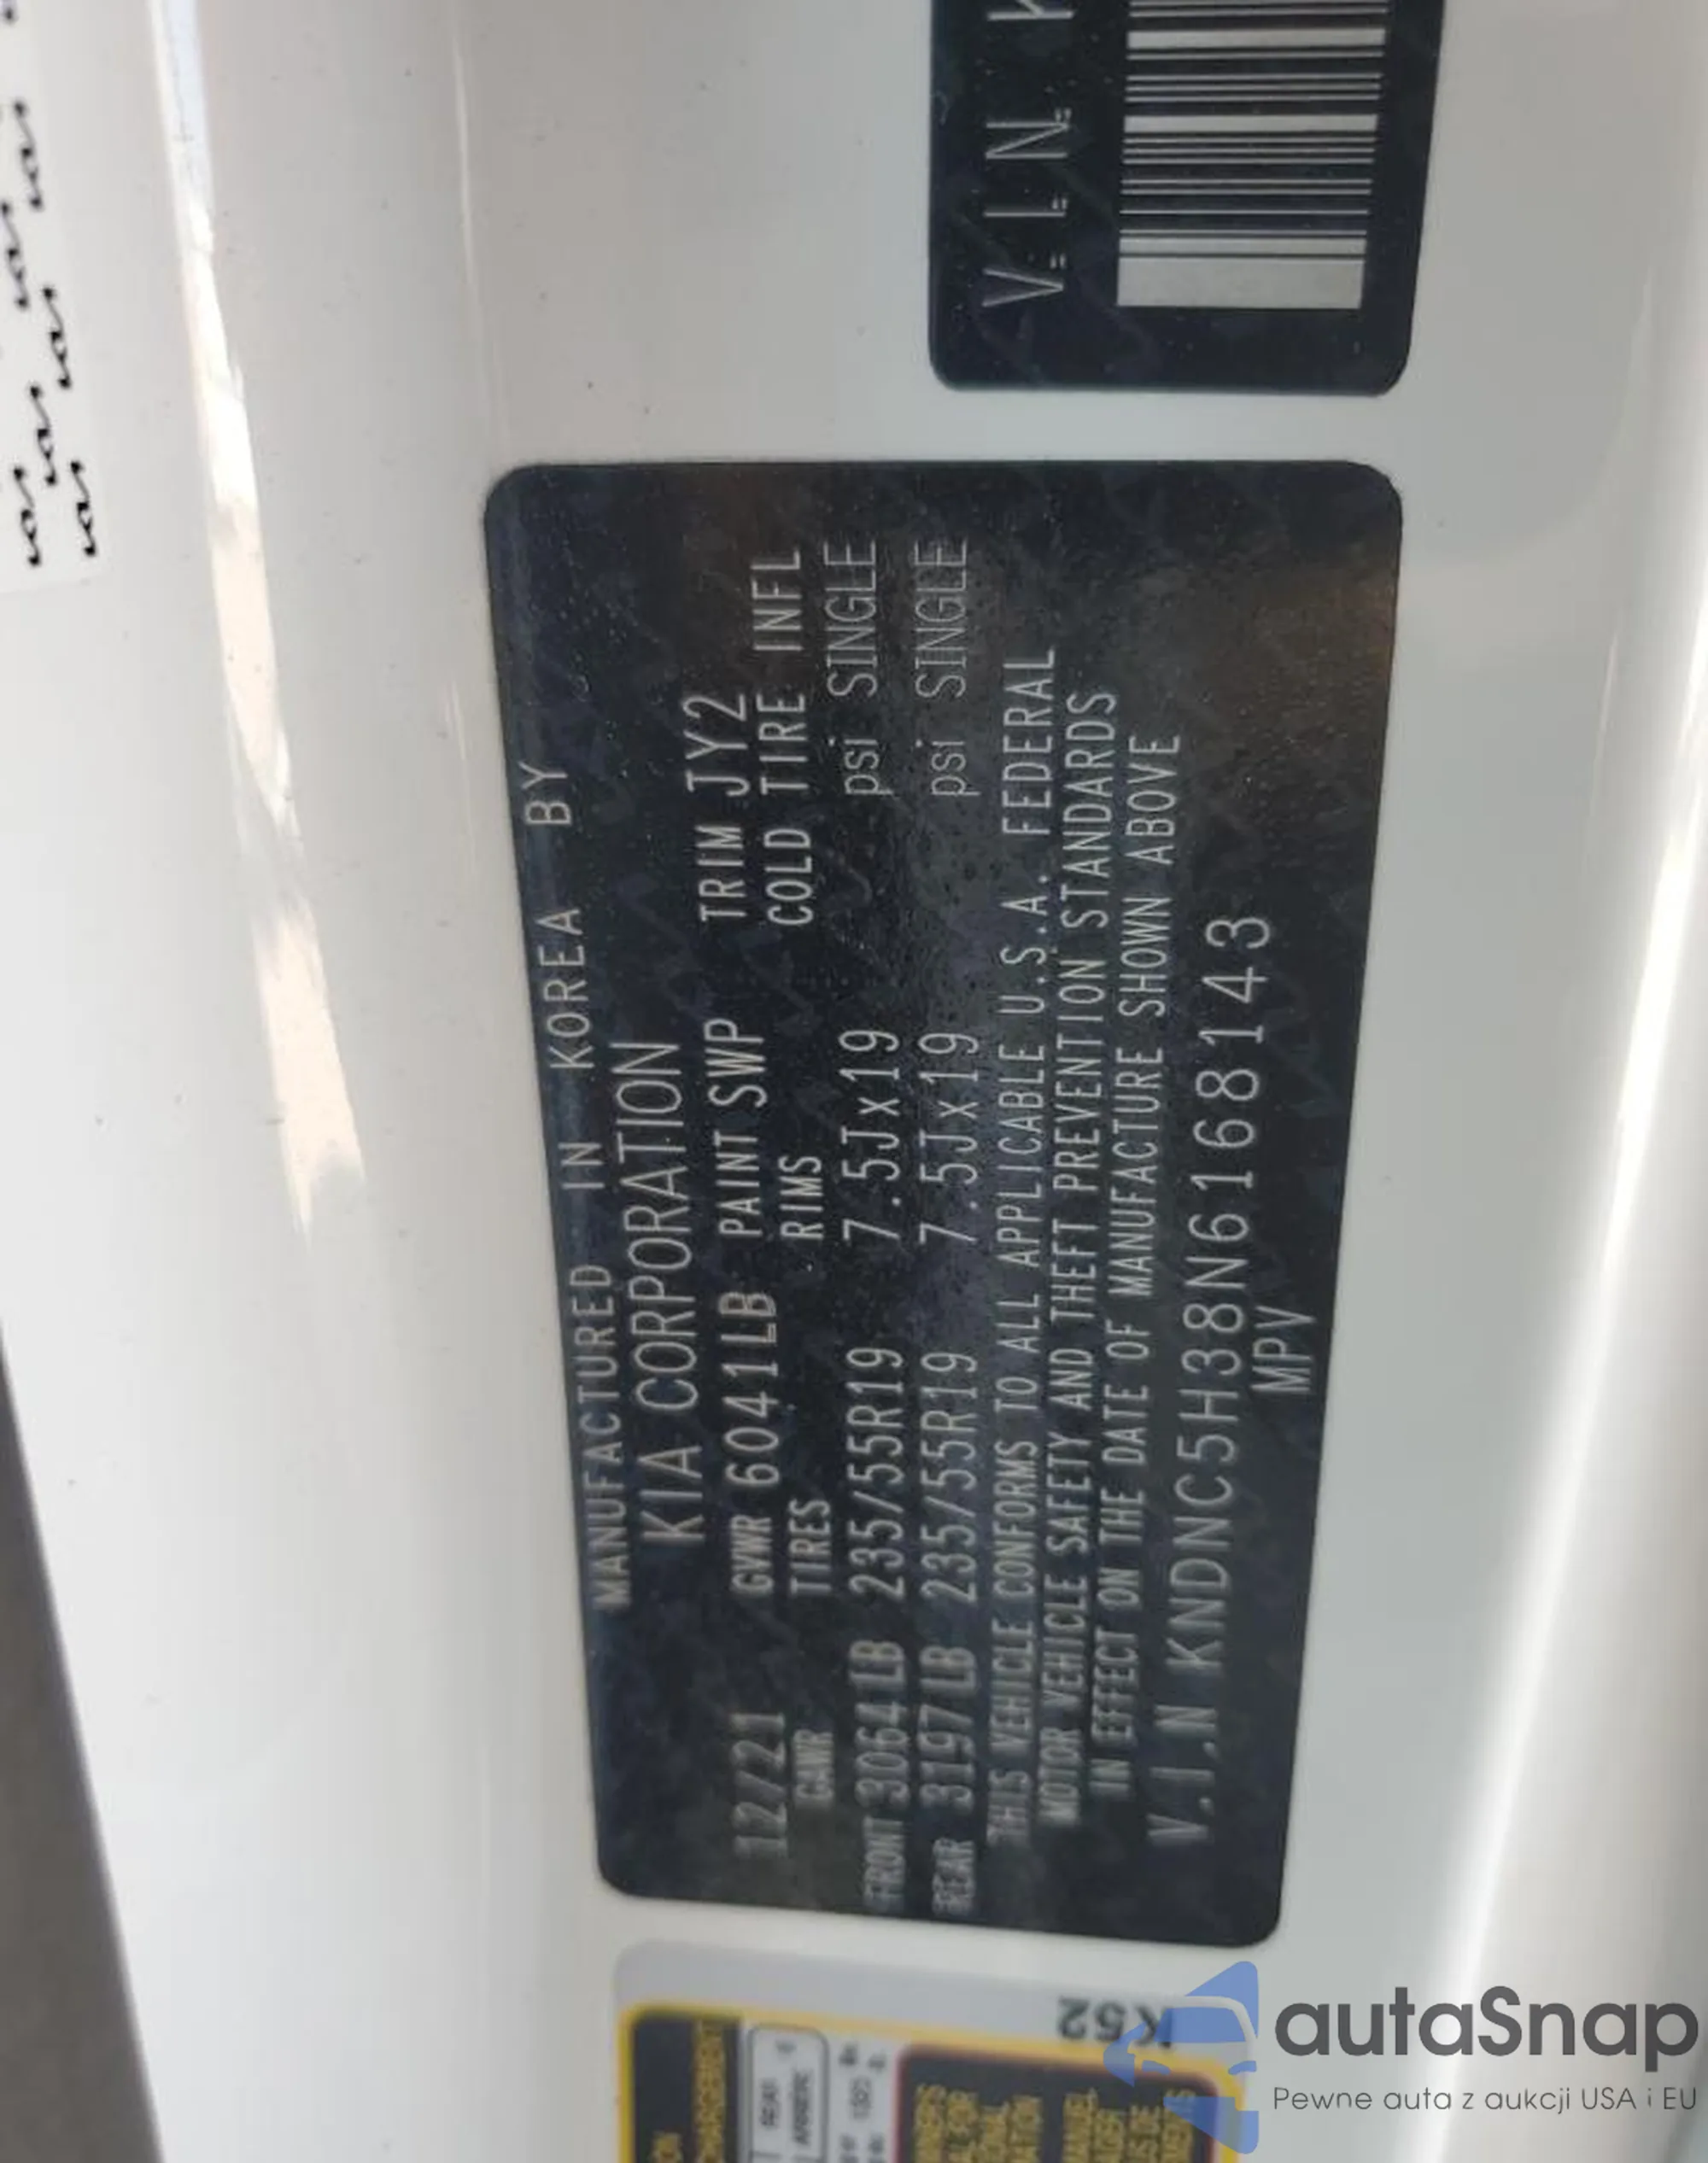 MANUFACTURED IN KOREA BY
KIA CORPORATION
12/21 GVWR 6041LB PAINT SWP TRIM JY2
GAWR TIRES RIMS COLD TIRE INFL
FRONT 3064LB 235/55R19 7.5Jx19 psi SINGLE
REAR 3197LB 235/55R19 7.5Jx19 psi SINGLE
THIS VEHICLE CONFORMS TO ALL APPLICABLE U.S.A. FEDERAL
MOTOR VEHICLE SAFETY AND THEFT PREVENTION STANDARDS
IN EFFECT ON THE DATE OF MANUFACTURE SHOWN ABOVE
V.I.N KNDNC5H38N6168143
MPV
V.I.N. K
K52
autaSnap
Pewne auta z aukcji USA i EU